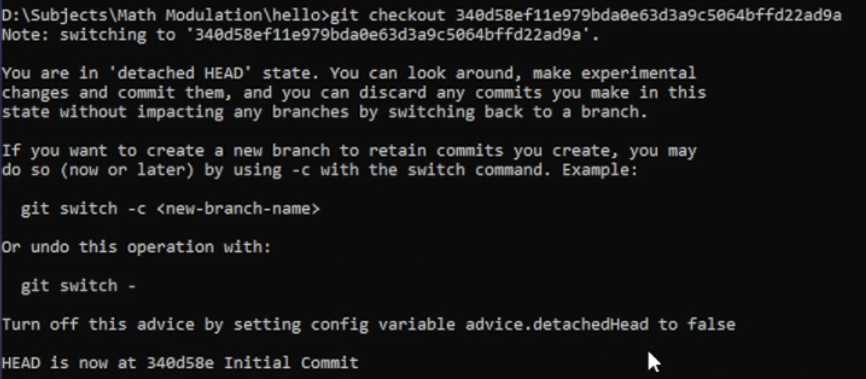 D:\Subjects\Math Modulation\hello>git checkout 340d58ef11e979bda0e63d3a9c5064bffd22ad9a
Note: switching to '340d58ef11e979bda0e63d3a9c5064bffd22ad9a'.
You are in 'detached HEAD' state. You can look around, make experimental
changes and commit them, and you can discard any commits you make in this
state without impacting any branches by switching back to a branch.
If you want to create a new branch to retain commits you create, you may
do so (now or later) by using -c with the switch command. Example:
git switch -c <new-branch-name>
Or undo this operation with:
git switch -
Turn off this advice by setting config variable advice.detachedHead to false
HEAD is now at 340d58e Initial Commit